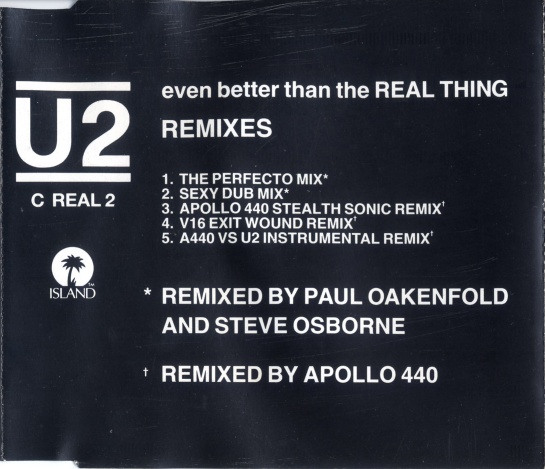 U2
C REAL 2
TM
ISLAND
even better than the REAL THING
REMIXES
1. THE PERFECTO MIX*
2. SEXY DUB MIX*
3. APOLLO 440 STEALTH SONIC REMIX†
4. V16 EXIT WOUND REMIX†
5. A440 VS U2 INSTRUMENTAL REMIX†
* REMIXED BY PAUL OAKENFOLD
AND STEVE OSBORNE
† REMIXED BY APOLLO 440